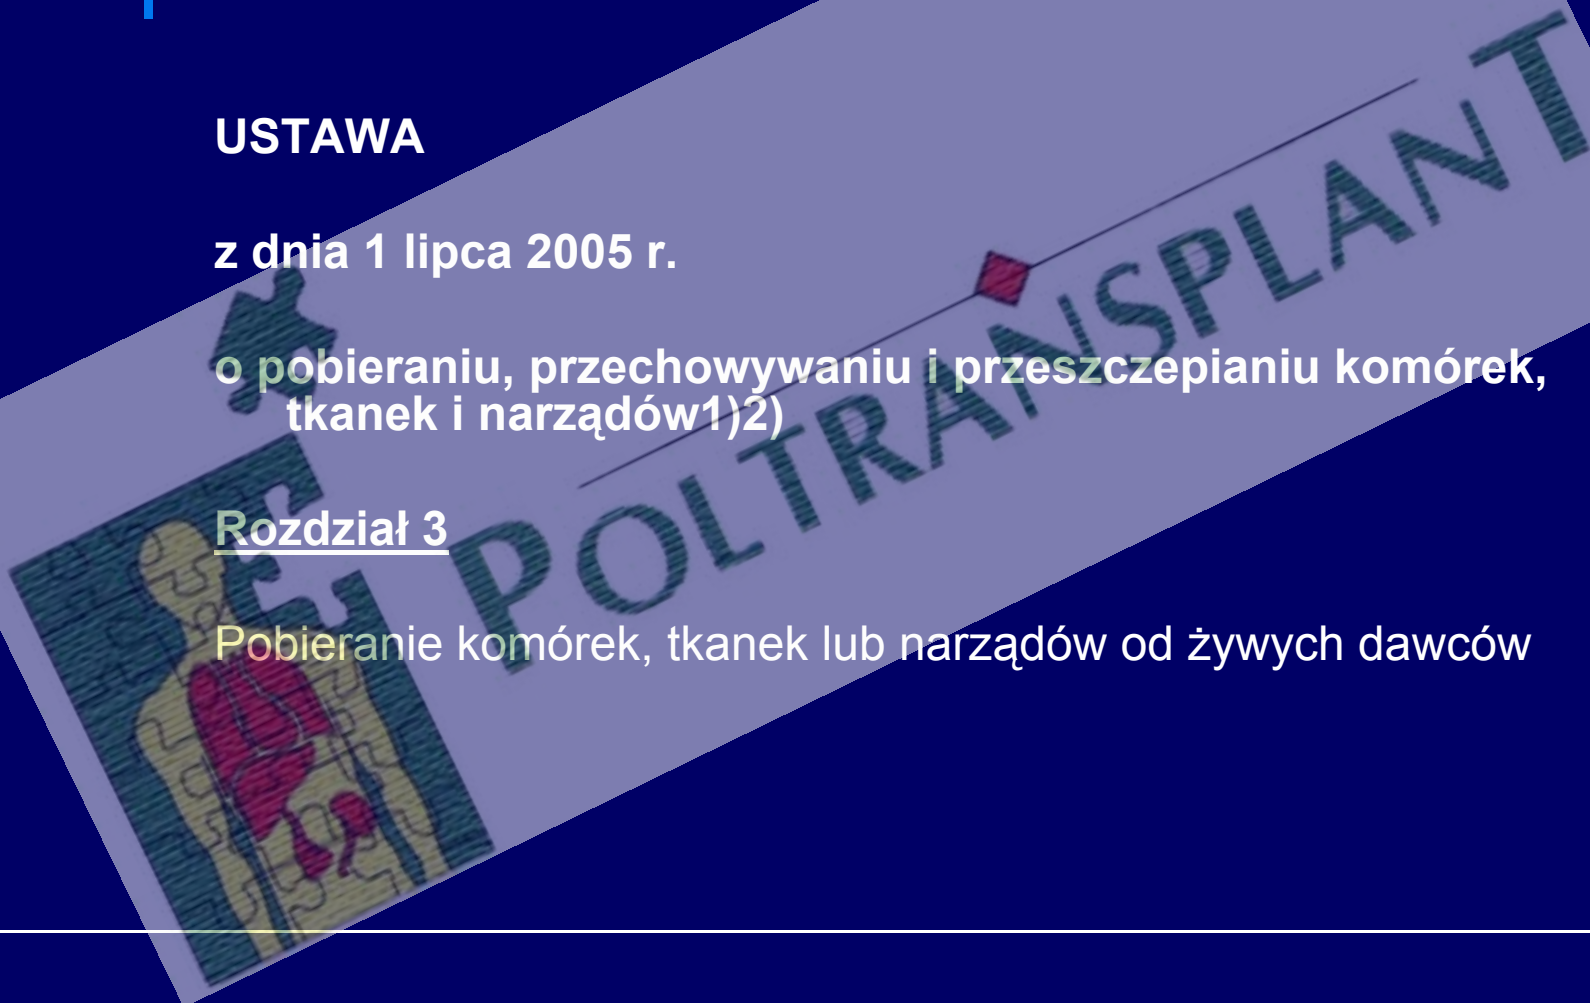 USTAWA
z dnia 1 lipca 2005 r.
o pobieraniu, przechowywaniu i przeszczepianiu komórek,
tkanek i narządów1)2)
Rozdział 3
Pobieranie komórek, tkanek lub narządów od żywych dawców
POLTRANSPLANT